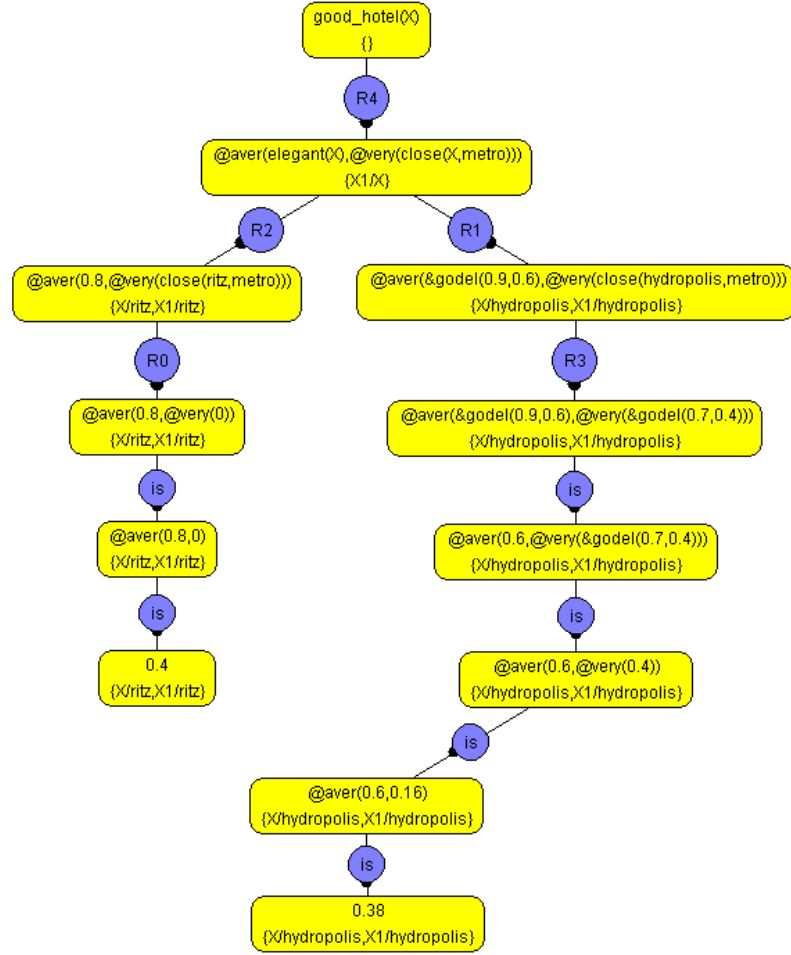 good_hotel(X)
{}
R4
@aver(elegant(X),@very(close(X,metro)))
{X1/X}
R2
R1
@aver(0.8,@very(close(ritz,metro)))
{X/ritz,X1/ritz}
@aver(&godel(0.9,0.6),@very(close(hydropolis,metro)))
{X/hydropolis,X1/hydropolis}
R0
R3
@aver(0.8,@very(0))
{X/ritz,X1/ritz}
@aver(&godel(0.9,0.6),@very(&godel(0.7,0.4)))
{X/hydropolis,X1/hydropolis}
is
is
@aver(0.8,0)
{X/ritz,X1/ritz}
@aver(0.6,@very(&godel(0.7,0.4)))
{X/hydropolis,X1/hydropolis}
is
is
0.4
{X/ritz,X1/ritz}
@aver(0.6,@very(0.4))
{X/hydropolis,X1/hydropolis}
is
@aver(0.6,0.16)
{X/hydropolis,X1/hydropolis}
is
0.38
{X/hydropolis,X1/hydropolis}